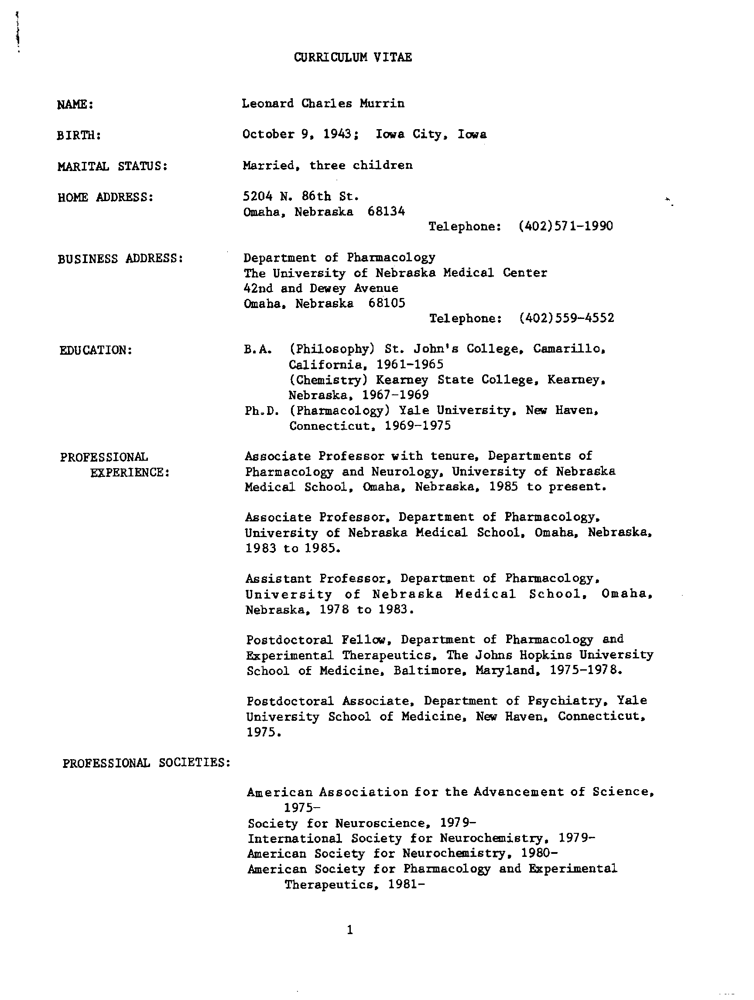 CURRICULUM VITAE
NAME: Leonard Charles Murrin
BIRTH: October 9, 1943; Iowa City, Iowa
MARITAL STATUS: Married, three children
HOME ADDRESS: 5204 N. 86th St.
Omaha, Nebraska 68134
Telephone: (402)571-1990
BUSINESS ADDRESS: Department of Pharmacology
The University of Nebraska Medical Center
42nd and Dewey Avenue
Omaha, Nebraska 68105
Telephone: (402)559-4552
EDUCATION: B.A. (Philosophy) St. John's College, Camarillo,
California, 1961-1965
(Chemistry) Kearney State College, Kearney,
Nebraska, 1967-1969
Ph.D. (Pharmacology) Yale University, New Haven,
Connecticut, 1969-1975
PROFESSIONAL Associate Professor with tenure, Departments of
EXPERIENCE: Pharmacology and Neurology, University of Nebraska
Medical School, Omaha, Nebraska, 1985 to present.
Associate Professor, Department of Pharmacology,
University of Nebraska Medical School, Omaha, Nebraska,
1983 to 1985.
Assistant Professor, Department of Pharmacology,
University of Nebraska Medical School, Omaha,
Nebraska, 1978 to 1983.
Postdoctoral Fellow, Department of Pharmacology and
Experimental Therapeutics, The Johns Hopkins University
School of Medicine, Baltimore, Maryland, 1975-1978.
Postdoctoral Associate, Department of Psychiatry, Yale
University School of Medicine, New Haven, Connecticut,
1975.
PROFESSIONAL SOCIETIES:
American Association for the Advancement of Science,
1975-
Society for Neuroscience, 1979-
International Society for Neurochemistry, 1979-
American Society for Neurochemistry, 1980-
American Society for Pharmacology and Experimental
Therapeutics, 1981-
1